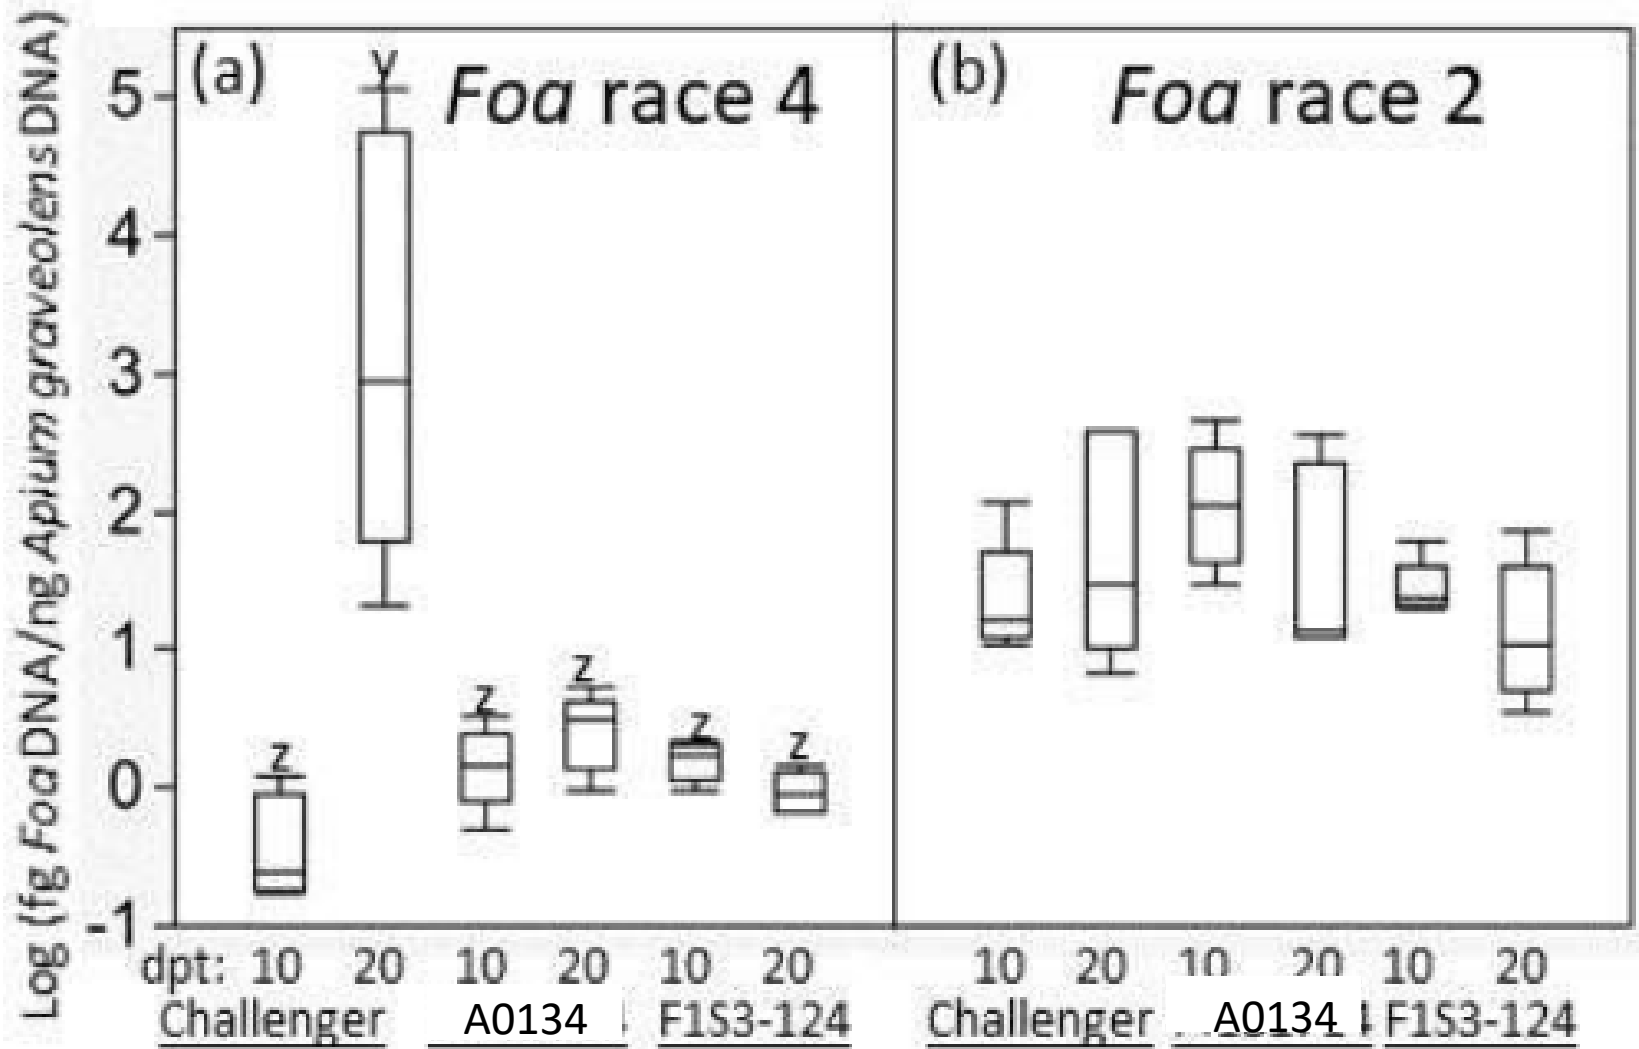 Log (fg Foa DNA/ng Apium graveolens DNA)
(a) Foa race 4
(b) Foa race 2
5
4
3
2
1
0
-1
y
z
z
z
z
z
dpt: 10 20 10 20 10 20
10 20 10 20 10 20
Challenger A0134 F1S3-124
Challenger A0134 F1S3-124